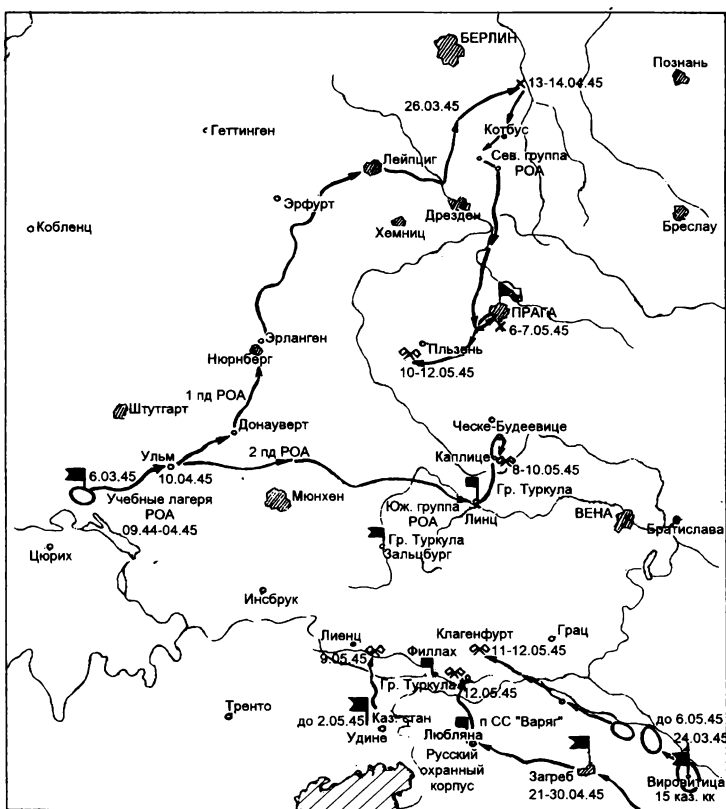 БЕРЛИН
Познань
13-14.04.45
26.03.45
Геттинген
Котбус
Лейпциг
Сев. группа
РОА
Эрфурт
Дрезден
Бреслау
Кобленц
Хемниц
ПРАГА
6-7.05.45
Эрланген
Пльзень
Нюрнберг
10-12.05.45
1 пд РОА
Штутгарт
Донауверт
Ческе-Будеевице
Ульм
2 пд РОА
Каплице
6.03.45
10.04.45
8-10.05.45
Учебные лагеря
РОА
09.44-04.45
Мюнхен
Гр. Туркула
Юж. группа
РОА
Линц
ВЕНА
Братислава
Гр. Туркула
Зальцбург
Цюрих
Инсбрук
Лиенц
Клагенфурт
Грац
9.05.45
Филлах
11-12.05.45
Гр. Туркула
12.05.45
Тренто
до 2.05.45
Каз. стан
п СС "Варяг"
до 6.05.45
24.03.45
Удине
Любляна
Русский
охранный
корпус
Загреб
21-30.04.45
Вировитица
15 каз. кк